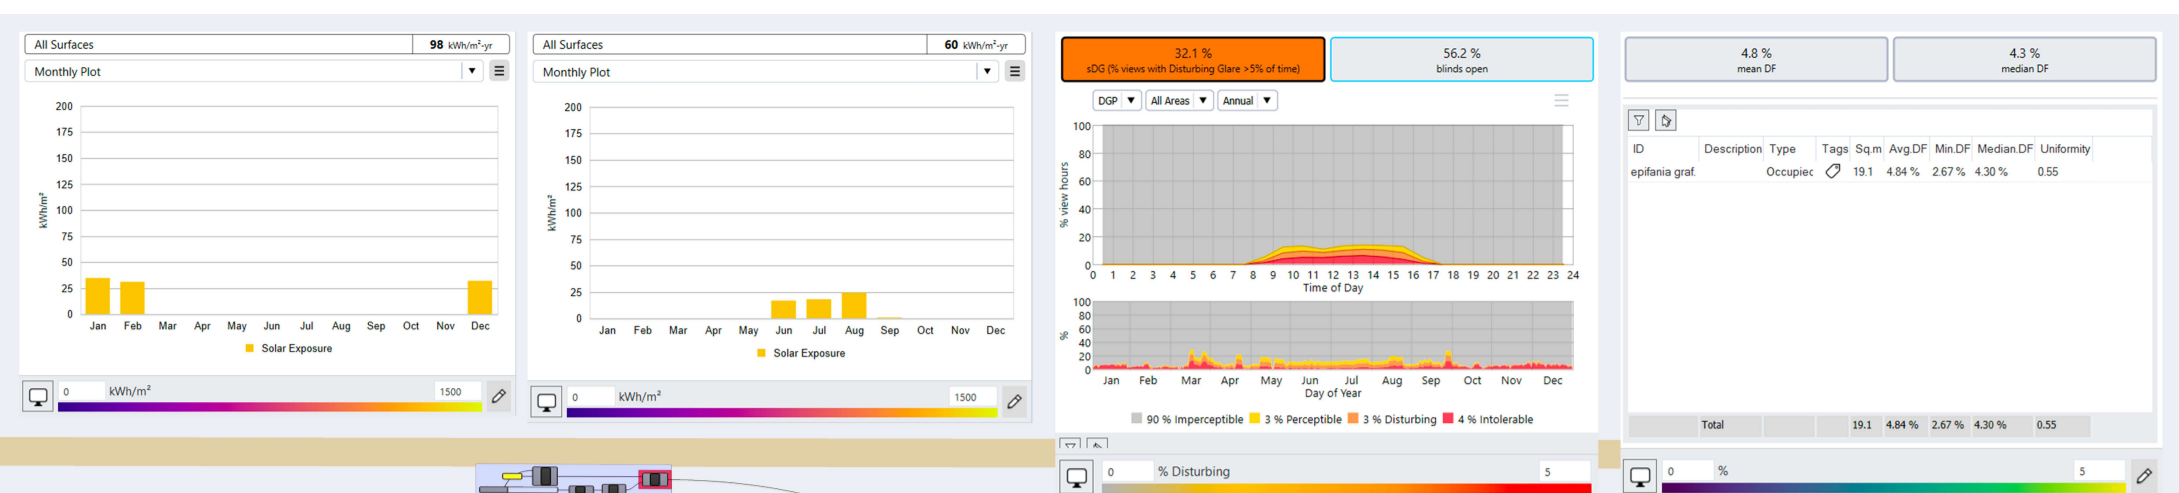 All Surfaces
98 kWh/m²-yr
Monthly Plot
200
175
150
125
100
75
50
25
0
kWh/m²
Jan Feb Mar Apr May Jun Jul Aug Sep Oct Nov Dec
Solar Exposure
0 kWh/m² 1500
All Surfaces
60 kWh/m²-yr
Monthly Plot
200
175
150
125
100
75
50
25
0
kWh/m²
Jan Feb Mar Apr May Jun Jul Aug Sep Oct Nov Dec
Solar Exposure
0 kWh/m² 1500
32.1 %
sDG (% views with Disturbing Glare >5% of time)
56.2 %
blinds open
DGP All Areas Annual
100
80
60
40
20
0
% view hours
0 1 2 3 4 5 6 7 8 9 10 11 12 13 14 15 16 17 18 19 20 21 22 23 24
Time of Day
100
80
60
40
20
0
%
Jan Feb Mar Apr May Jun Jul Aug Sep Oct Nov Dec
Day of Year
90 % Imperceptible 3 % Perceptible 3 % Disturbing 4 % Intolerable
0 % Disturbing 5
4.8 %
mean DF
4.3 %
median DF
ID Description Type Tags Sq.m Avg.DF Min.DF Median.DF Uniformity
epifania graf. Occupiec 19.1 4.84 % 2.67 % 4.30 % 0.55
Total 19.1 4.84 % 2.67 % 4.30 % 0.55
0 % 5